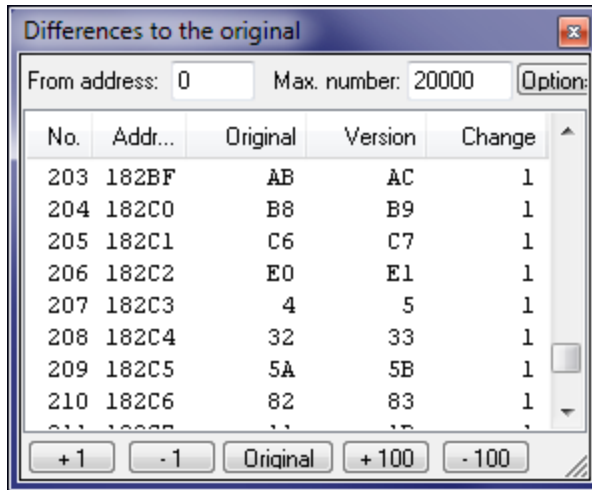 Differences to the original
From address: 0 Max. number: 20000 Option
No. Addr... Original Version Change
203 182BF AB AC 1
204 182C0 B8 B9 1
205 182C1 C6 C7 1
206 182C2 E0 E1 1
207 182C3 4 5 1
208 182C4 32 33 1
209 182C5 5A 5B 1
210 182C6 82 83 1
+ 1 - 1 Original + 100 - 100